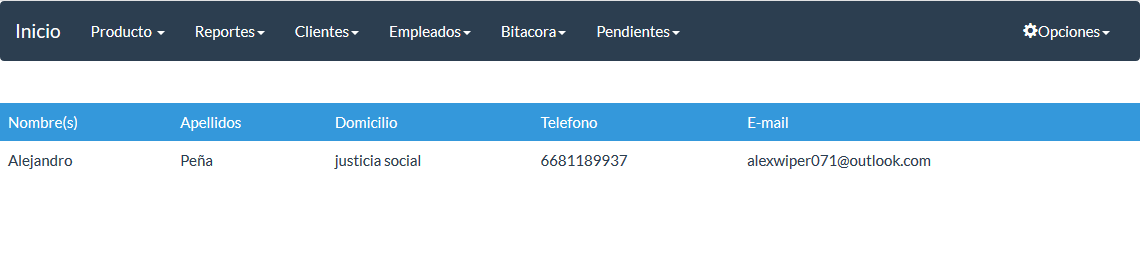 Inicio Producto Reportes Clientes Empleados Bitacora Pendientes Opciones
Nombre(s) Apellidos Domicilio Telefono E-mail
Alejandro Peña justicia social 6681189937 alexwiper071@outlook.com